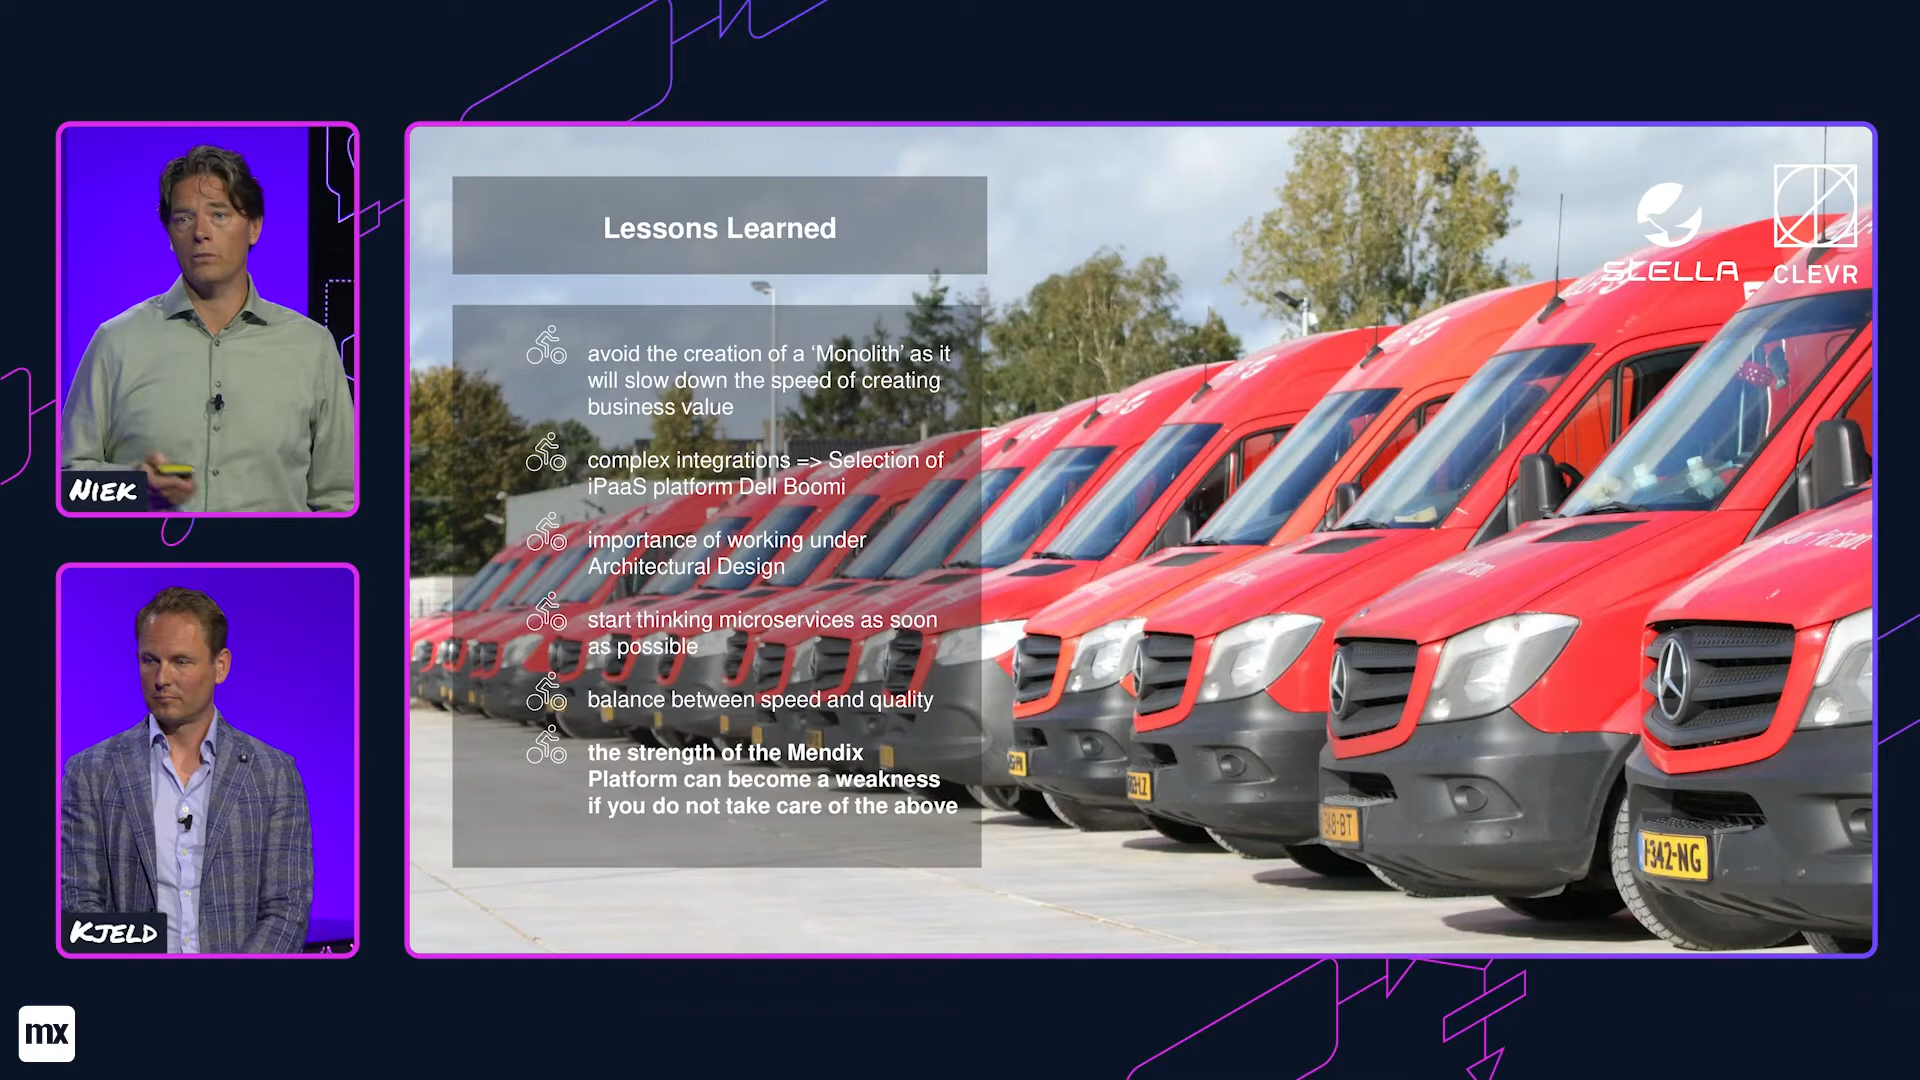 Lessons Learned
STELLA
CLEVR
avoid the creation of a ‘Monolith’ as it
will slow down the speed of creating
business value
complex integrations => Selection of
iPaaS platform Dell Boomi
importance of working under
Architectural Design
start thinking microservices as soon
as possible
balance between speed and quality
the strength of the Mendix
Platform can become a weakness
if you do not take care of the above
NIEK
KJELD
mx
1-342-NG